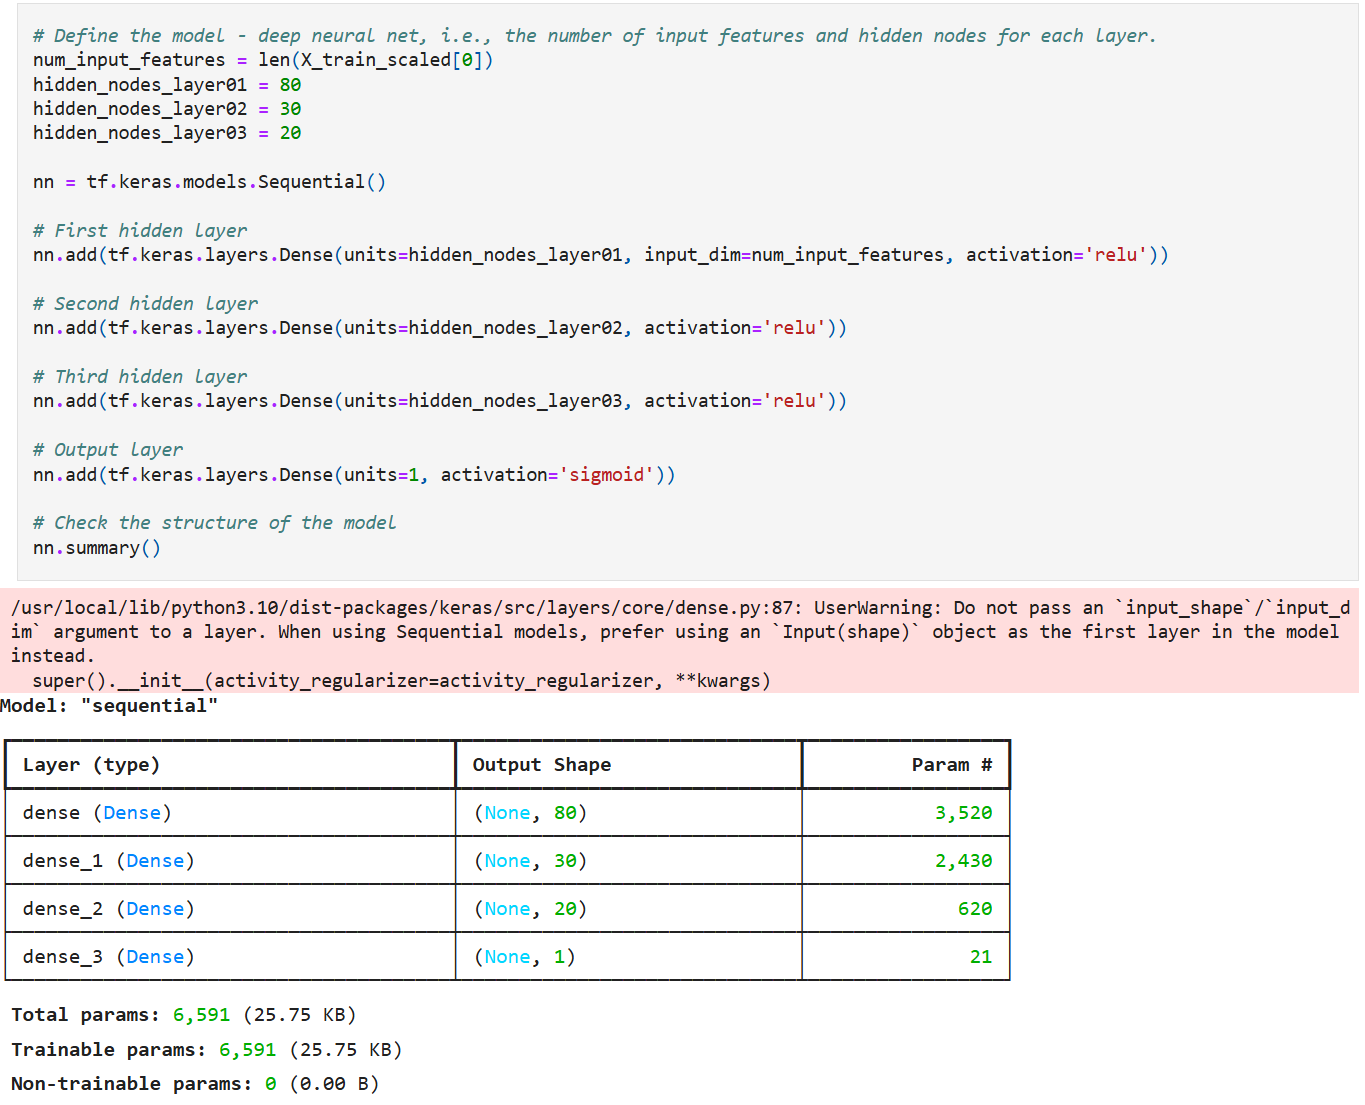 # Define the model - deep neural net, i.e., the number of input features and hidden nodes for each layer.
num_input_features = len(X_train_scaled[0])
hidden_nodes_layer01 = 80
hidden_nodes_layer02 = 30
hidden_nodes_layer03 = 20
nn = tf.keras.models.Sequential()
# First hidden layer
nn.add(tf.keras.layers.Dense(units=hidden_nodes_layer01, input_dim=num_input_features, activation='relu'))
# Second hidden layer
nn.add(tf.keras.layers.Dense(units=hidden_nodes_layer02, activation='relu'))
# Third hidden layer
nn.add(tf.keras.layers.Dense(units=hidden_nodes_layer03, activation='relu'))
# Output layer
nn.add(tf.keras.layers.Dense(units=1, activation='sigmoid'))
# Check the structure of the model
nn.summary()
/usr/local/lib/python3.10/dist-packages/keras/src/layers/core/dense.py:87: UserWarning: Do not pass an `input_shape`/`input_d
im` argument to a layer. When using Sequential models, prefer using an `Input(shape)` object as the first layer in the model
instead.
super().__init__(activity_regularizer=activity_regularizer, **kwargs)
Model: "sequential"
Layer (type) Output Shape Param #
dense (Dense) (None, 80) 3,520
dense_1 (Dense) (None, 30) 2,430
dense_2 (Dense) (None, 20) 620
dense_3 (Dense) (None, 1) 21
Total params: 6,591 (25.75 KB)
Trainable params: 6,591 (25.75 KB)
Non-trainable params: 0 (0.00 B)